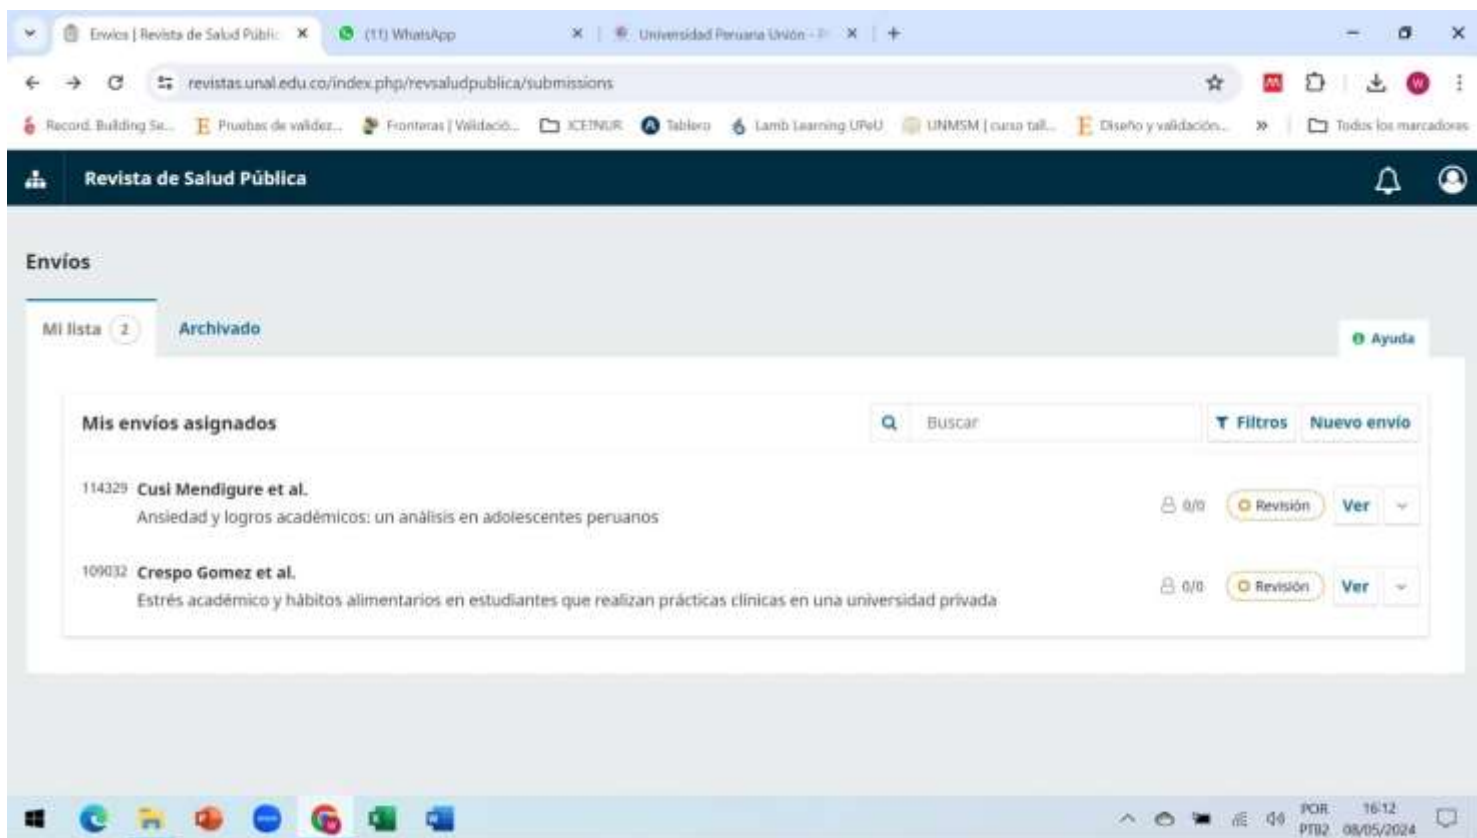 Envíos | Revista de Salud Públic
(11) WhatsApp
Universidad Peruana Unión -
revistas.unal.edu.co/index.php/revsaludpublica/submissions
Record. Building Se...
Pruebas de validez...
Fronteras | Validació...
ICETNUR
Tablero
Lamb Learning UPeU
UNMSM | curso tall...
Diseño y validación...
»
Todos los marcadores
Revista de Salud Pública
Envíos
Mi lista 2
Archivado
Ayuda
Mis envíos asignados
Buscar
Filtros
Nuevo envío
114329 Cusi Mendigure et al.
Ansiedad y logros académicos: un análisis en adolescentes peruanos
0/0
Revisión
Ver
109032 Crespo Gomez et al.
Estrés académico y hábitos alimentarios en estudiantes que realizan prácticas clínicas en una universidad privada
0/0
Revisión
Ver
POR
PTB2
16:12
08/05/2024